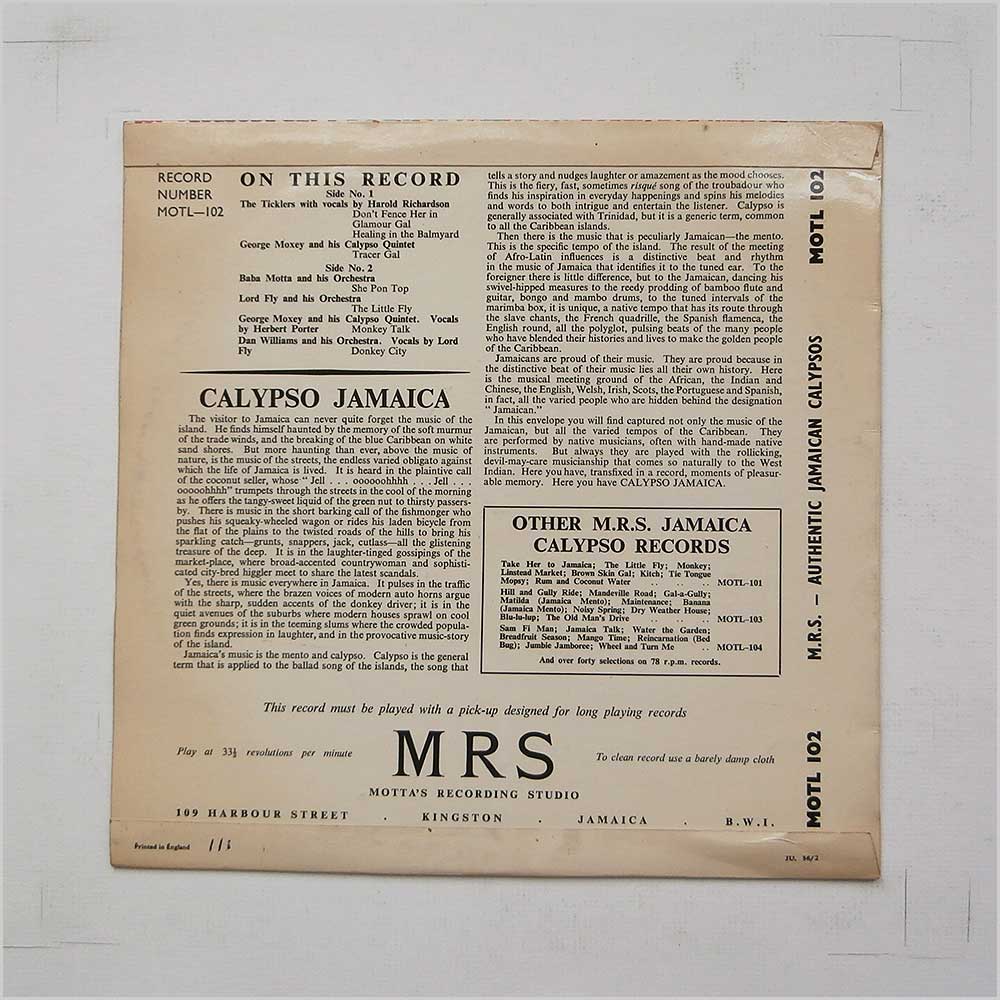 RECORD
NUMBER
MOTL—102
ON THIS RECORD
Side No. 1
The Ticklers with vocals by Harold Richardson
Don't Fence Her in
Glamour Gal
Healing in the Balmyard
George Moxey and his Calypso Quintet
Tracer Gal
Side No. 2
Baba Motta and his Orchestra
She Pon Top
Lord Fly and his Orchestra
The Little Fly
George Moxey and his Calypso Quintet. Vocals
by Herbert Porter Monkey Talk
Dan Williams and his Orchestra. Vocals by Lord
Fly Donkey City
CALYPSO JAMAICA
The visitor to Jamaica can never quite forget the music of the
island. He finds himself haunted by the memory of the soft murmur
of the trade winds, and the breaking of the blue Caribbean on white
sand shores. But more haunting than ever, above the music of
nature, is the music of the streets, the endless varied obligato against
which the life of Jamaica is lived. It is heard in the plaintive call
of the coconut seller, whose “ Jell . . . oooooohhhh . . .Jell . . .
ooooohhhh” trumpets through the streets in the cool of the morning
as he offers the tangy-sweet liquid of the green nut to thirsty passers-
by. There is music in the short barking call of the fishmonger who
pushes his squeaky-wheeled wagon or rides his laden bicycle from
the flat of the plains to the twisted roads of the hills to bring his
sparkling catch—grunts, snappers, jack, cutlass—all the glistening
treasure of the deep. It is in the laughter-tinged gossipings of the
market-place, where broad-accented countrywoman and sophisti-
cated city-bred higgler meet to share the latest scandals.
Yes, there is music everywhere in Jamaica. It pulses in the traffic
of the streets, where the brazen voices of modern auto horns argue
with the sharp, sudden accents of the donkey driver; it is in the
quiet avenues of the suburbs where modern houses sprawl on cool
green grounds; it is in the teeming slums where the crowded popula-
tion finds expression in laughter, and in the provocative music-story
of the island.
Jamaica's music is the mento and calypso. Calypso is the general
term that is applied to the ballad song of the islands, the song that
tells a story and nudges laughter or amazement as the mood chooses.
This is the fiery, fast, sometimes risqué song of the troubadour who
finds his inspiration in everyday happenings and spins his melodies
and words to both intrigue and entertain the listener. Calypso is
generally associated with Trinidad, but it is a generic term, common
to all the Caribbean islands.
Then there is the music that is peculiarly Jamaican—the mento.
This is the specific tempo of the island. The result of the meeting
of Afro-Latin influences is a distinctive beat and rhythm
in the music of Jamaica that identifies it to the tuned ear. To the
foreigner there is little difference, but to the Jamaican, dancing his
swivel-hipped measures to the reedy prodding of bamboo flute and
guitar, bongo and mambo drums, to the tuned intervals of the
marimba box, it is unique, a native tempo that has its route through
the slave chants, the French quadrille, the Spanish flamenca, the
English round, all the polyglot, pulsing beats of the many people
who have blended their histories and lives to make the golden people
of the Caribbean.
Jamaicans are proud of their music. They are proud because in
the distinctive beat of their music lies all their own history. Here
is the musical meeting ground of the African, the Indian and
Chinese, the English, Welsh, Irish, Scots, the Portuguese and Spanish,
in fact, all the varied people who are hidden behind the designation
“ Jamaican.”
In this envelope you will find captured not only the music of the
Jamaican, but all the varied tempos of the Caribbean. They
are performed by native musicians, often with hand-made native
instruments. But always they are played with the rollicking,
devil-may-care musicianship that comes so naturally to the West
Indian. Here you have, transfixed in a record, moments of pleasur-
able memory. Here you have CALYPSO JAMAICA.
OTHER M.R.S. JAMAICA
CALYPSO RECORDS
Take Her to Jamaica; The Little Fly; Monkey;
Linstead Market; Brown Skin Gal; Kitch; Tie Tongue
Mopsy; Rum and Coconut Water .. .. .. MOTL—101
Hill and Gully Ride; Mandeville Road; Gal-a-Gully;
Matilda (Jamaica Mento); Maintenance; Banana
(Jamaica Mento); Noisy Spring; Dry Weather House;
Blu-lu-lup; The Old Man's Drive .. .. .. MOTL—103
Sam Fi Man; Jamaica Talk; Water the Garden;
Breadfruit Season; Mango Time; Reincarnation (Bed
Bug); Jumbie Jamboree; Wheel and Turn Me .. MOTL—104
And over forty selections on 78 r.p.m. records.
This record must be played with a pick-up designed for long playing records
Play at 33⅓ revolutions per minute
MRS
To clean record use a barely damp cloth
MOTTA'S RECORDING STUDIO
109 HARBOUR STREET . KINGSTON . JAMAICA . B.W.I.
Printed in England
JU. 56/2
MOTL 102 M.R.S. — AUTHENTIC JAMAICAN CALYPSOS MOTL 102